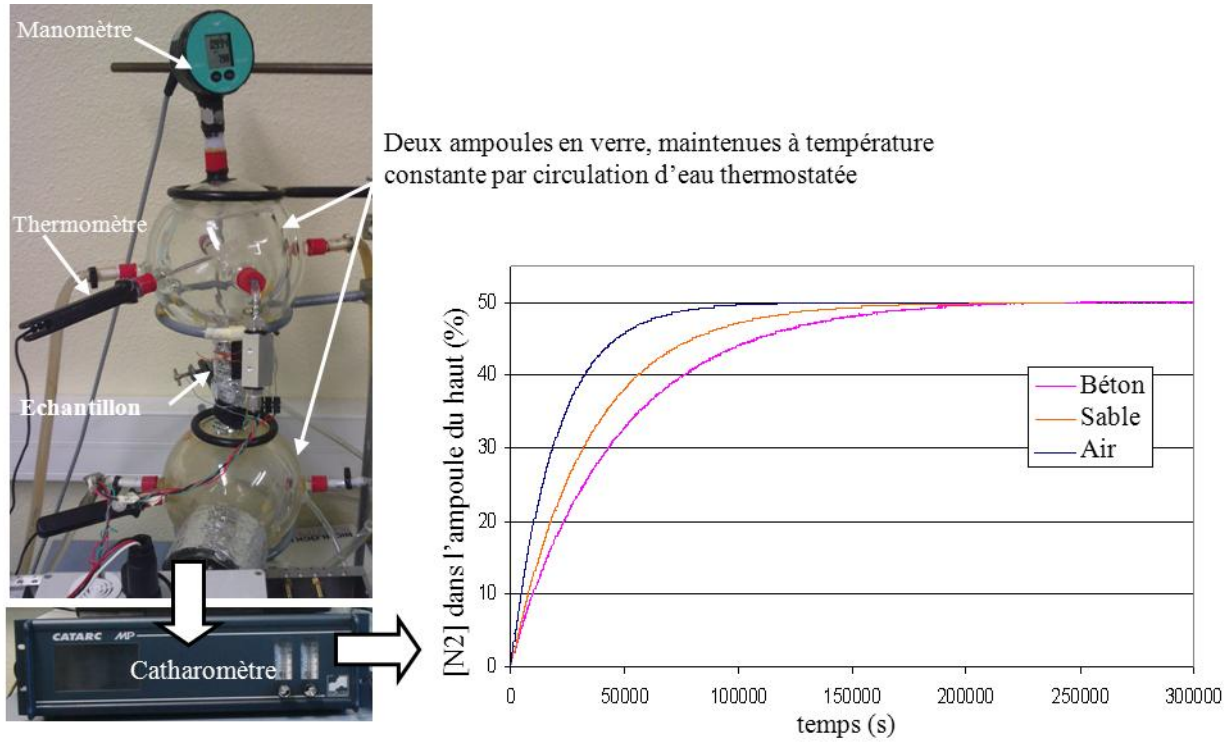 Manomètre
Deux ampoules en verre, maintenues à température
constante par circulation d’eau thermostatée
Thermomètre
Echantillon
CATARC MP
Catharomètre
[N2] dans l’ampoule du haut (%)
50
40
30
20
10
0
Béton
Sable
Air
0
50000
100000
150000
200000
250000
300000
temps (s)